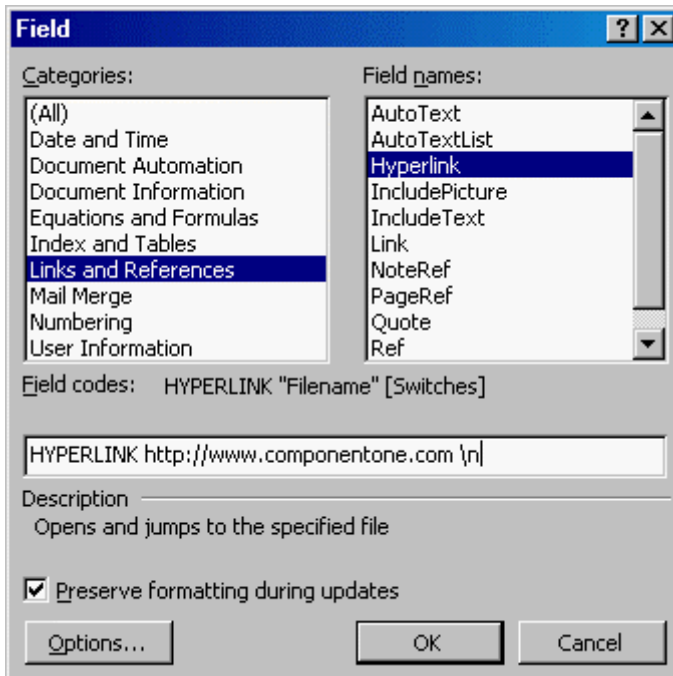 Field
Categories:
(All)
Date and Time
Document Automation
Document Information
Equations and Formulas
Index and Tables
Links and References
Mail Merge
Numbering
User Information
Field names:
AutoText
AutoTextList
Hyperlink
IncludePicture
IncludeText
Link
NoteRef
PageRef
Quote
Ref
Field codes: HYPERLINK "Filename" [Switches]
HYPERLINK http://www.componentone.com \n
Description
Opens and jumps to the specified file
Preserve formatting during updates
Options... OK Cancel